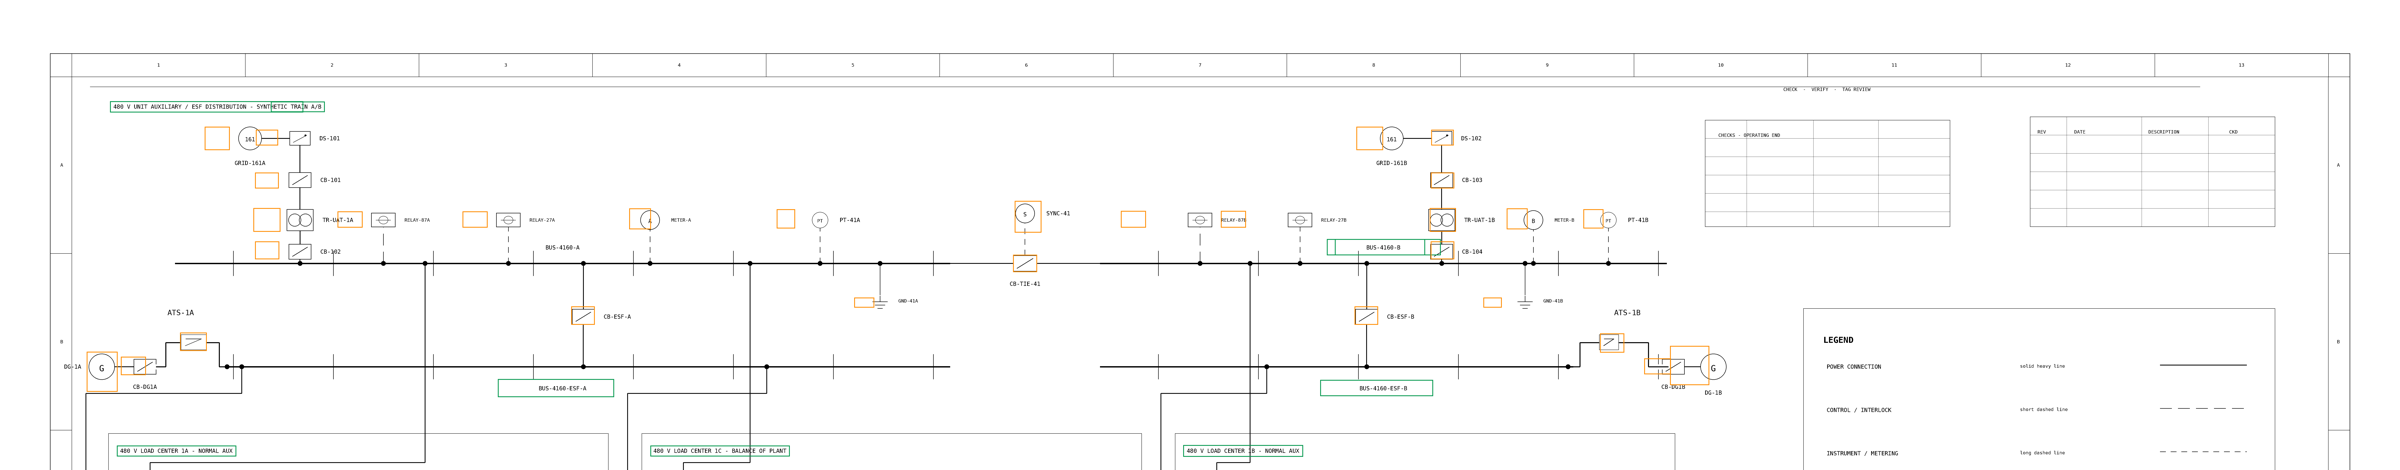 1 2 3 4 5 6 7 8 9 10 11 12 13
CHECK - VERIFY - TAG REVIEW
480 V UNIT AUXILIARY / ESF DISTRIBUTION - SYNTHETIC TRAIN A/B
CHECKS - OPERATING END
REV DATE DESCRIPTION CKD
161 DS-101
161 DS-102
GRID-161A
GRID-161B
A
A
CB-101
CB-103
TR-UAT-1A
RELAY-87A
RELAY-27A
A METER-A
PT PT-41A
S SYNC-41
RELAY-87B
RELAY-27B
TR-UAT-1B
B METER-B
PT PT-41B
CB-102
BUS-4160-A
BUS-4160-B
CB-104
CB-TIE-41
GND-41A
GND-41B
ATS-1A
CB-ESF-A
CB-ESF-B
ATS-1B
B
B
DG-1A G
CB-DG1A
BUS-4160-ESF-A
BUS-4160-ESF-B
CB-DG1B
G
DG-1B
LEGEND
POWER CONNECTION solid heavy line
CONTROL / INTERLOCK short dashed line
INSTRUMENT / METERING long dashed line
480 V LOAD CENTER 1A - NORMAL AUX
480 V LOAD CENTER 1C - BALANCE OF PLANT
480 V LOAD CENTER 1B - NORMAL AUX